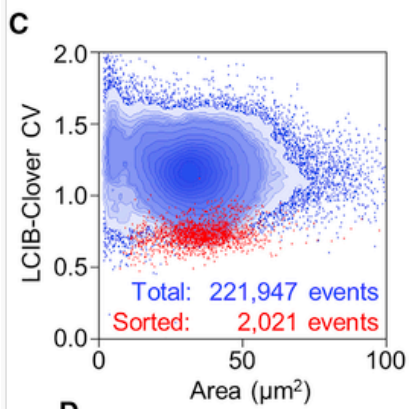 C
2.0
1.5
1.0
0.5
0.0
LCIB-Clover CV
Total: 221,947 events
Sorted: 2,021 events
0 50 100
Area (µm²)